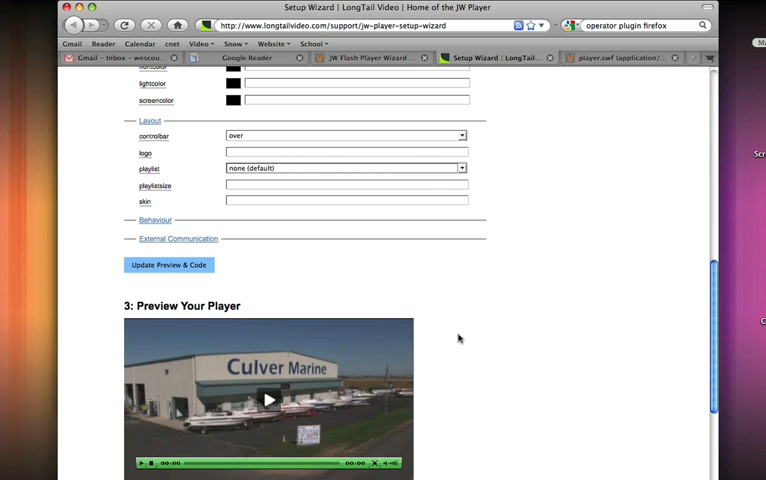 Setup Wizard | LongTail Video | Home of the JW Player
http://www.longtailvideo.com/support/jw-player-setup-wizard
operator plugin firefox
Gmail Reader Calendar cnet Video Snow Website School
Gmail - Inbox - wescou...
Google Reader
JW Flash Player Wizard
Setup Wizard | LongTail...
player.swf (application/...
frontcolor
lightcolor
screencolor
Layout
controlbar over
logo
playlist none (default)
playlistsize
skin
Behaviour
External Communication
Update Preview & Code
3: Preview Your Player
Culver Marine
00:00 00:00
Scr